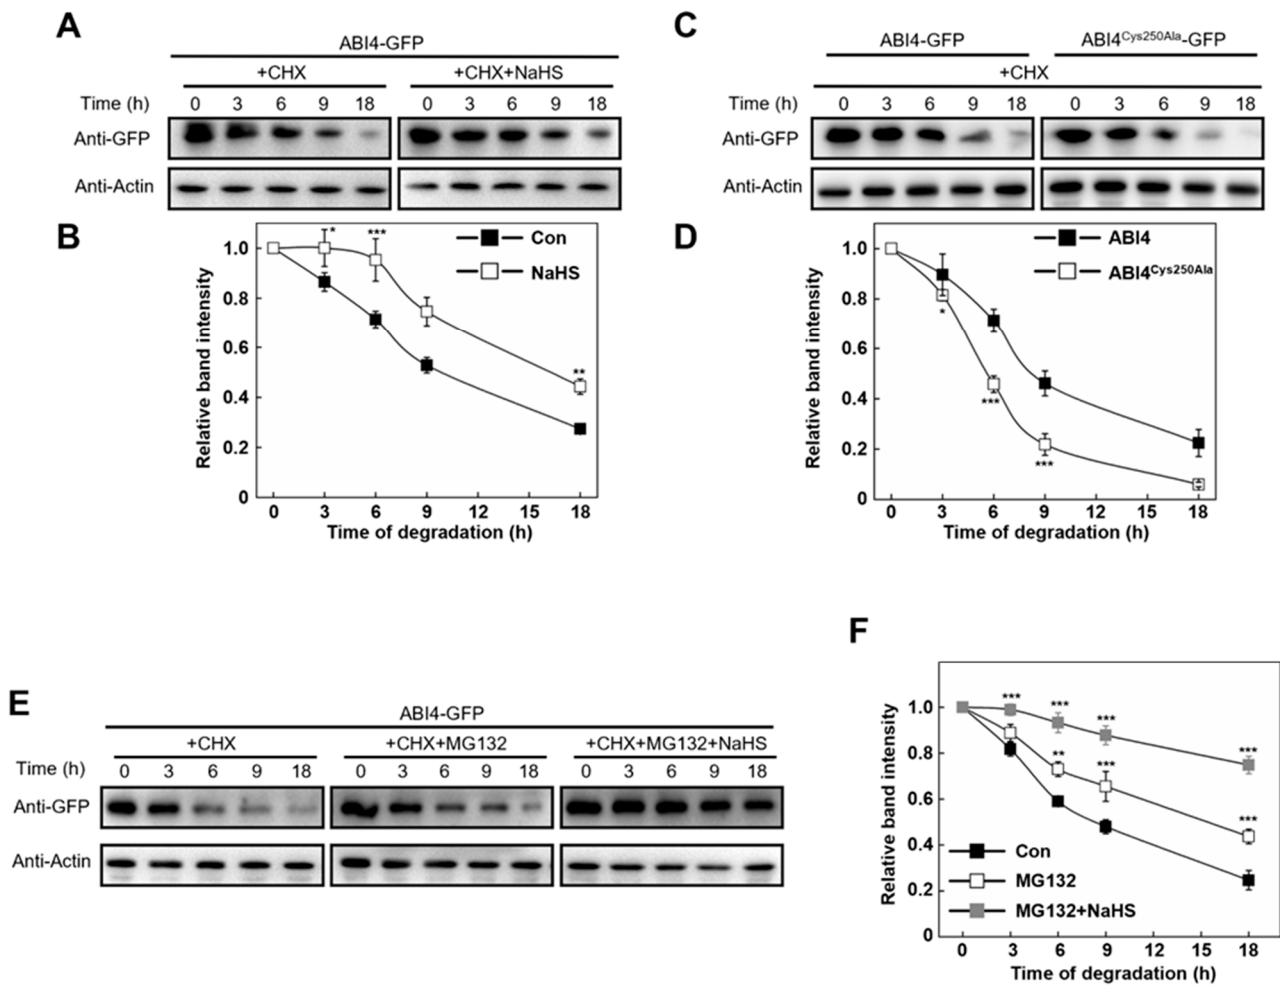 A
ABI4-GFP
+CHX +CHX+NaHS
Time (h) 0 3 6 9 18 0 3 6 9 18
Anti-GFP
Anti-Actin
B
Relative band intensity
1.0
0.8
0.6
0.4
0.2
0
* *** **
Con
NaHS
0 3 6 9 12 15 18
Time of degradation (h)
C
ABI4-GFP ABI4Cys250Ala-GFP
+CHX
Time (h) 0 3 6 9 18 0 3 6 9 18
Anti-GFP
Anti-Actin
D
Relative band intensity
1.0
0.8
0.6
0.4
0.2
0
* *** ***
ABI4
ABI4Cys250Ala
0 3 6 9 12 15 18
Time of degradation (h)
E
ABI4-GFP
+CHX +CHX+MG132 +CHX+MG132+NaHS
Time (h) 0 3 6 9 18 0 3 6 9 18 0 3 6 9 18
Anti-GFP
Anti-Actin
F
Relative band intensity
1.0
0.8
0.6
0.4
0.2
0
*** *** *** ***
** *** ***
Con
MG132
MG132+NaHS
0 3 6 9 12 15 18
Time of degradation (h)